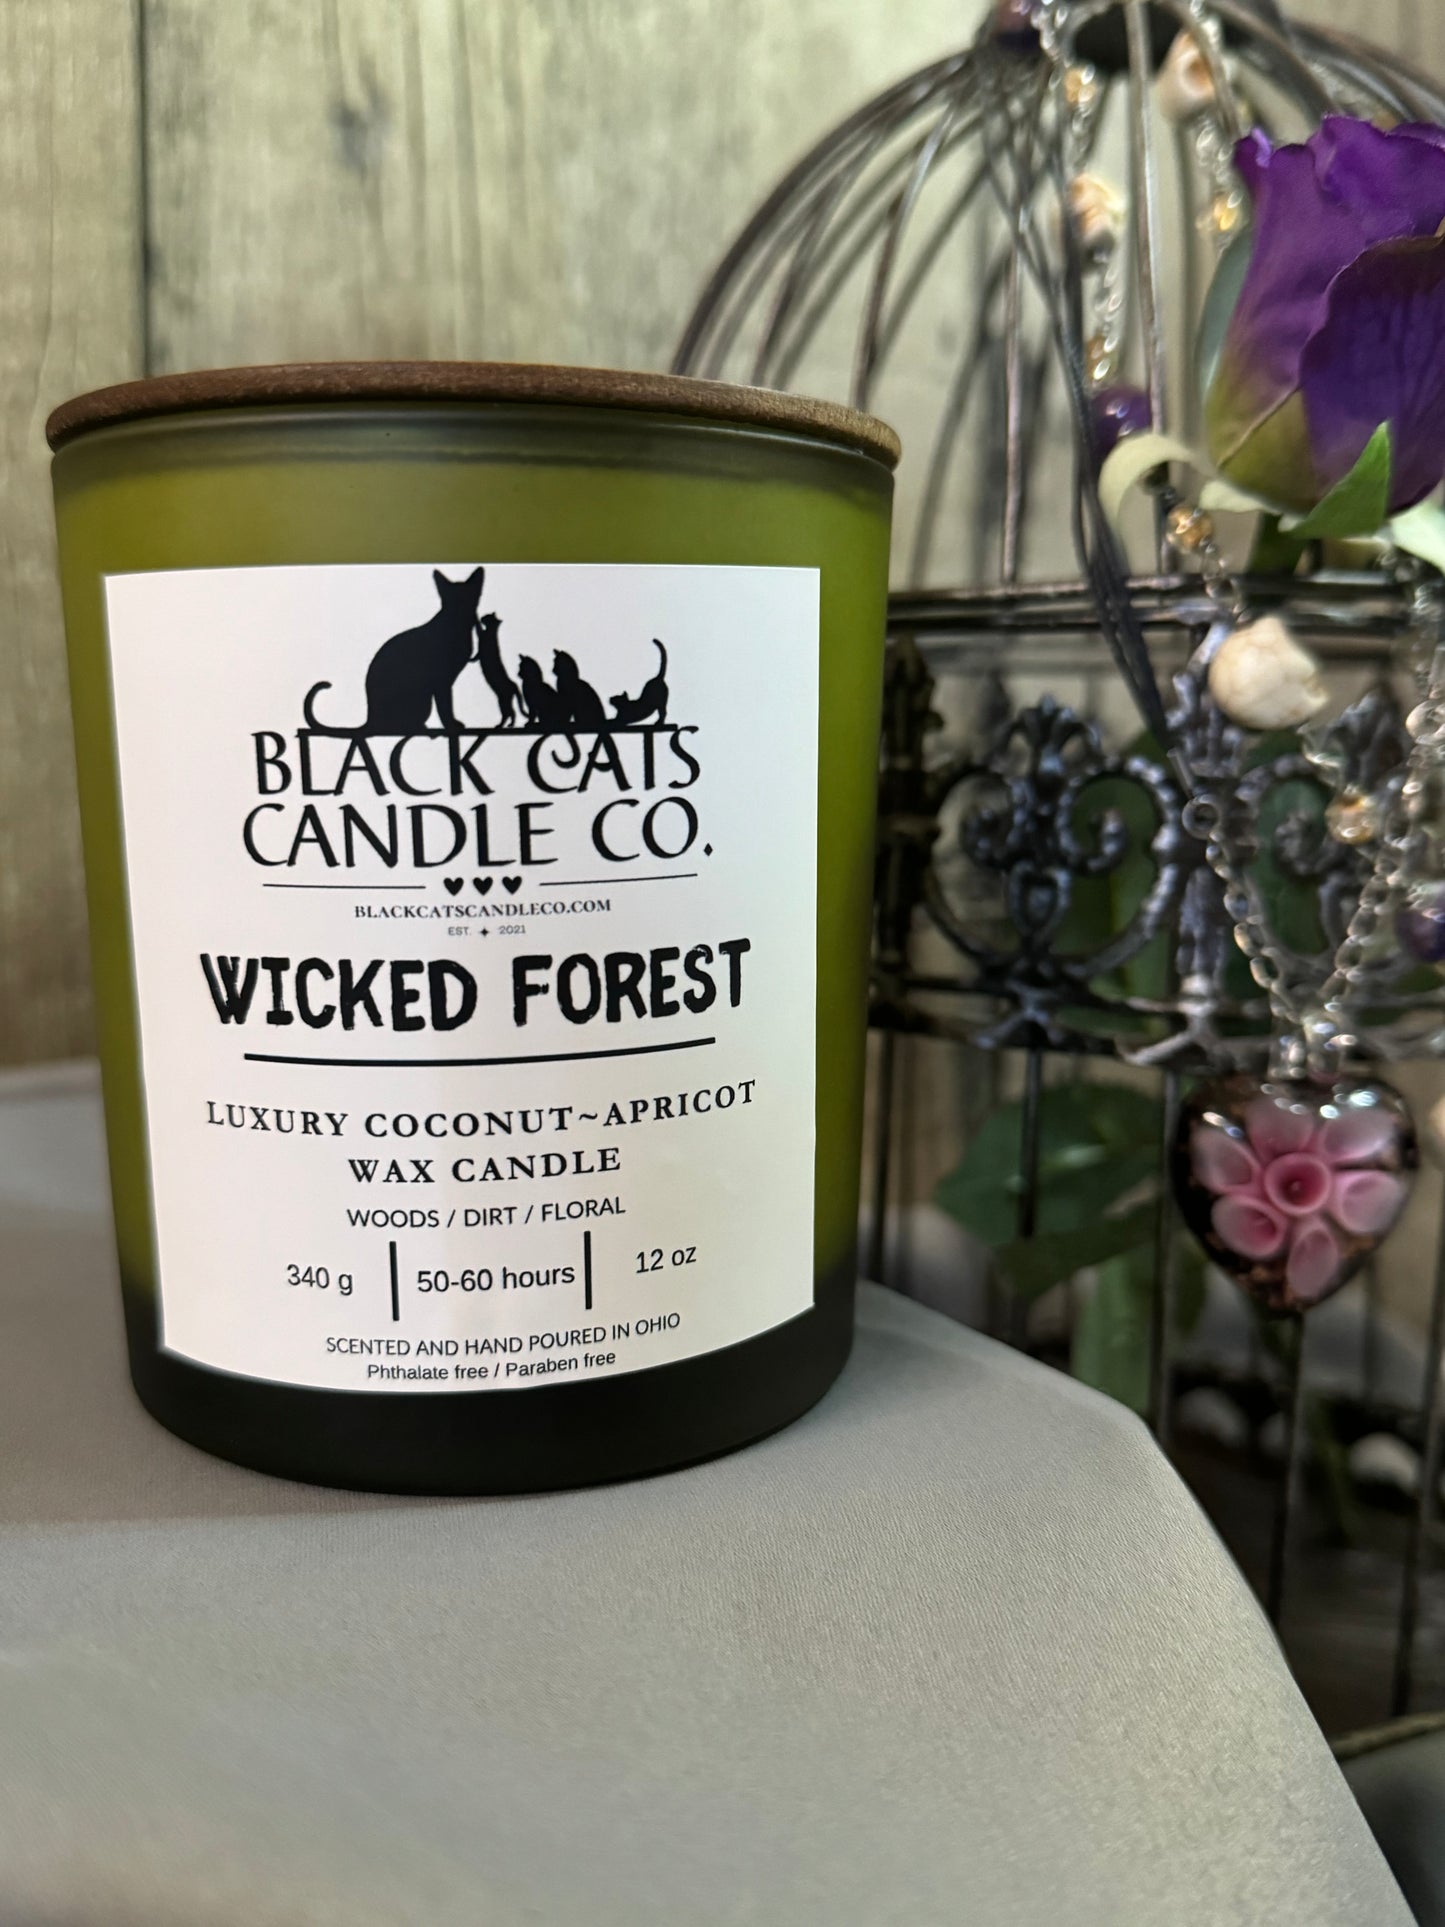 BLACK CATS
CANDLE CO.
BLACKCATSCANDLECO.COM
EST. 2021
WICKED FOREST
LUXURY COCONUT~APRICOT
WAX CANDLE
WOODS / DIRT / FLORAL
340 g | 50-60 hours | 12 oz
SCENTED AND HAND POURED IN OHIO
Phthalate free / Paraben free